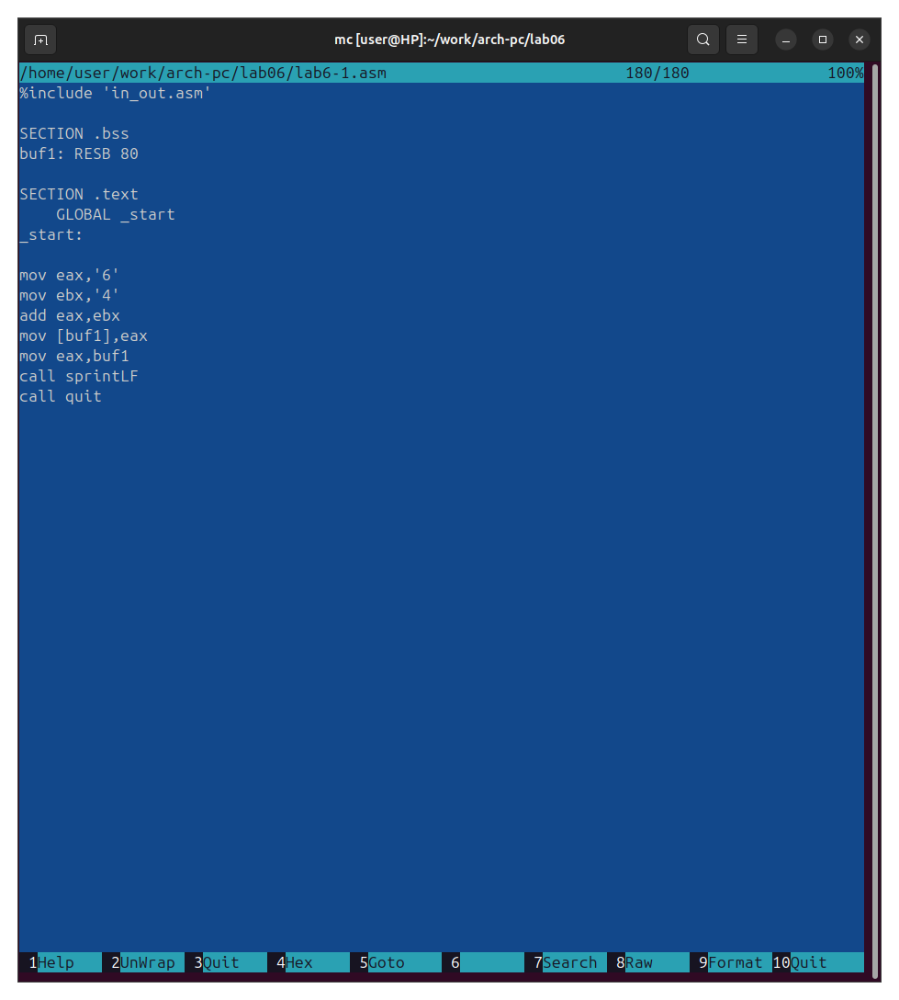 mc [user@HP]:~/work/arch-pc/lab06
/home/user/work/arch-pc/lab06/lab6-1.asm 180/180 100%
%include 'in_out.asm'
SECTION .bss
buf1: RESB 80
SECTION .text
    GLOBAL _start
_start:
mov eax,'6'
mov ebx,'4'
add eax,ebx
mov [buf1],eax
mov eax,buf1
call sprintLF
call quit
1Help 2UnWrap 3Quit 4Hex 5Goto 6 7Search 8Raw 9Format 10Quit